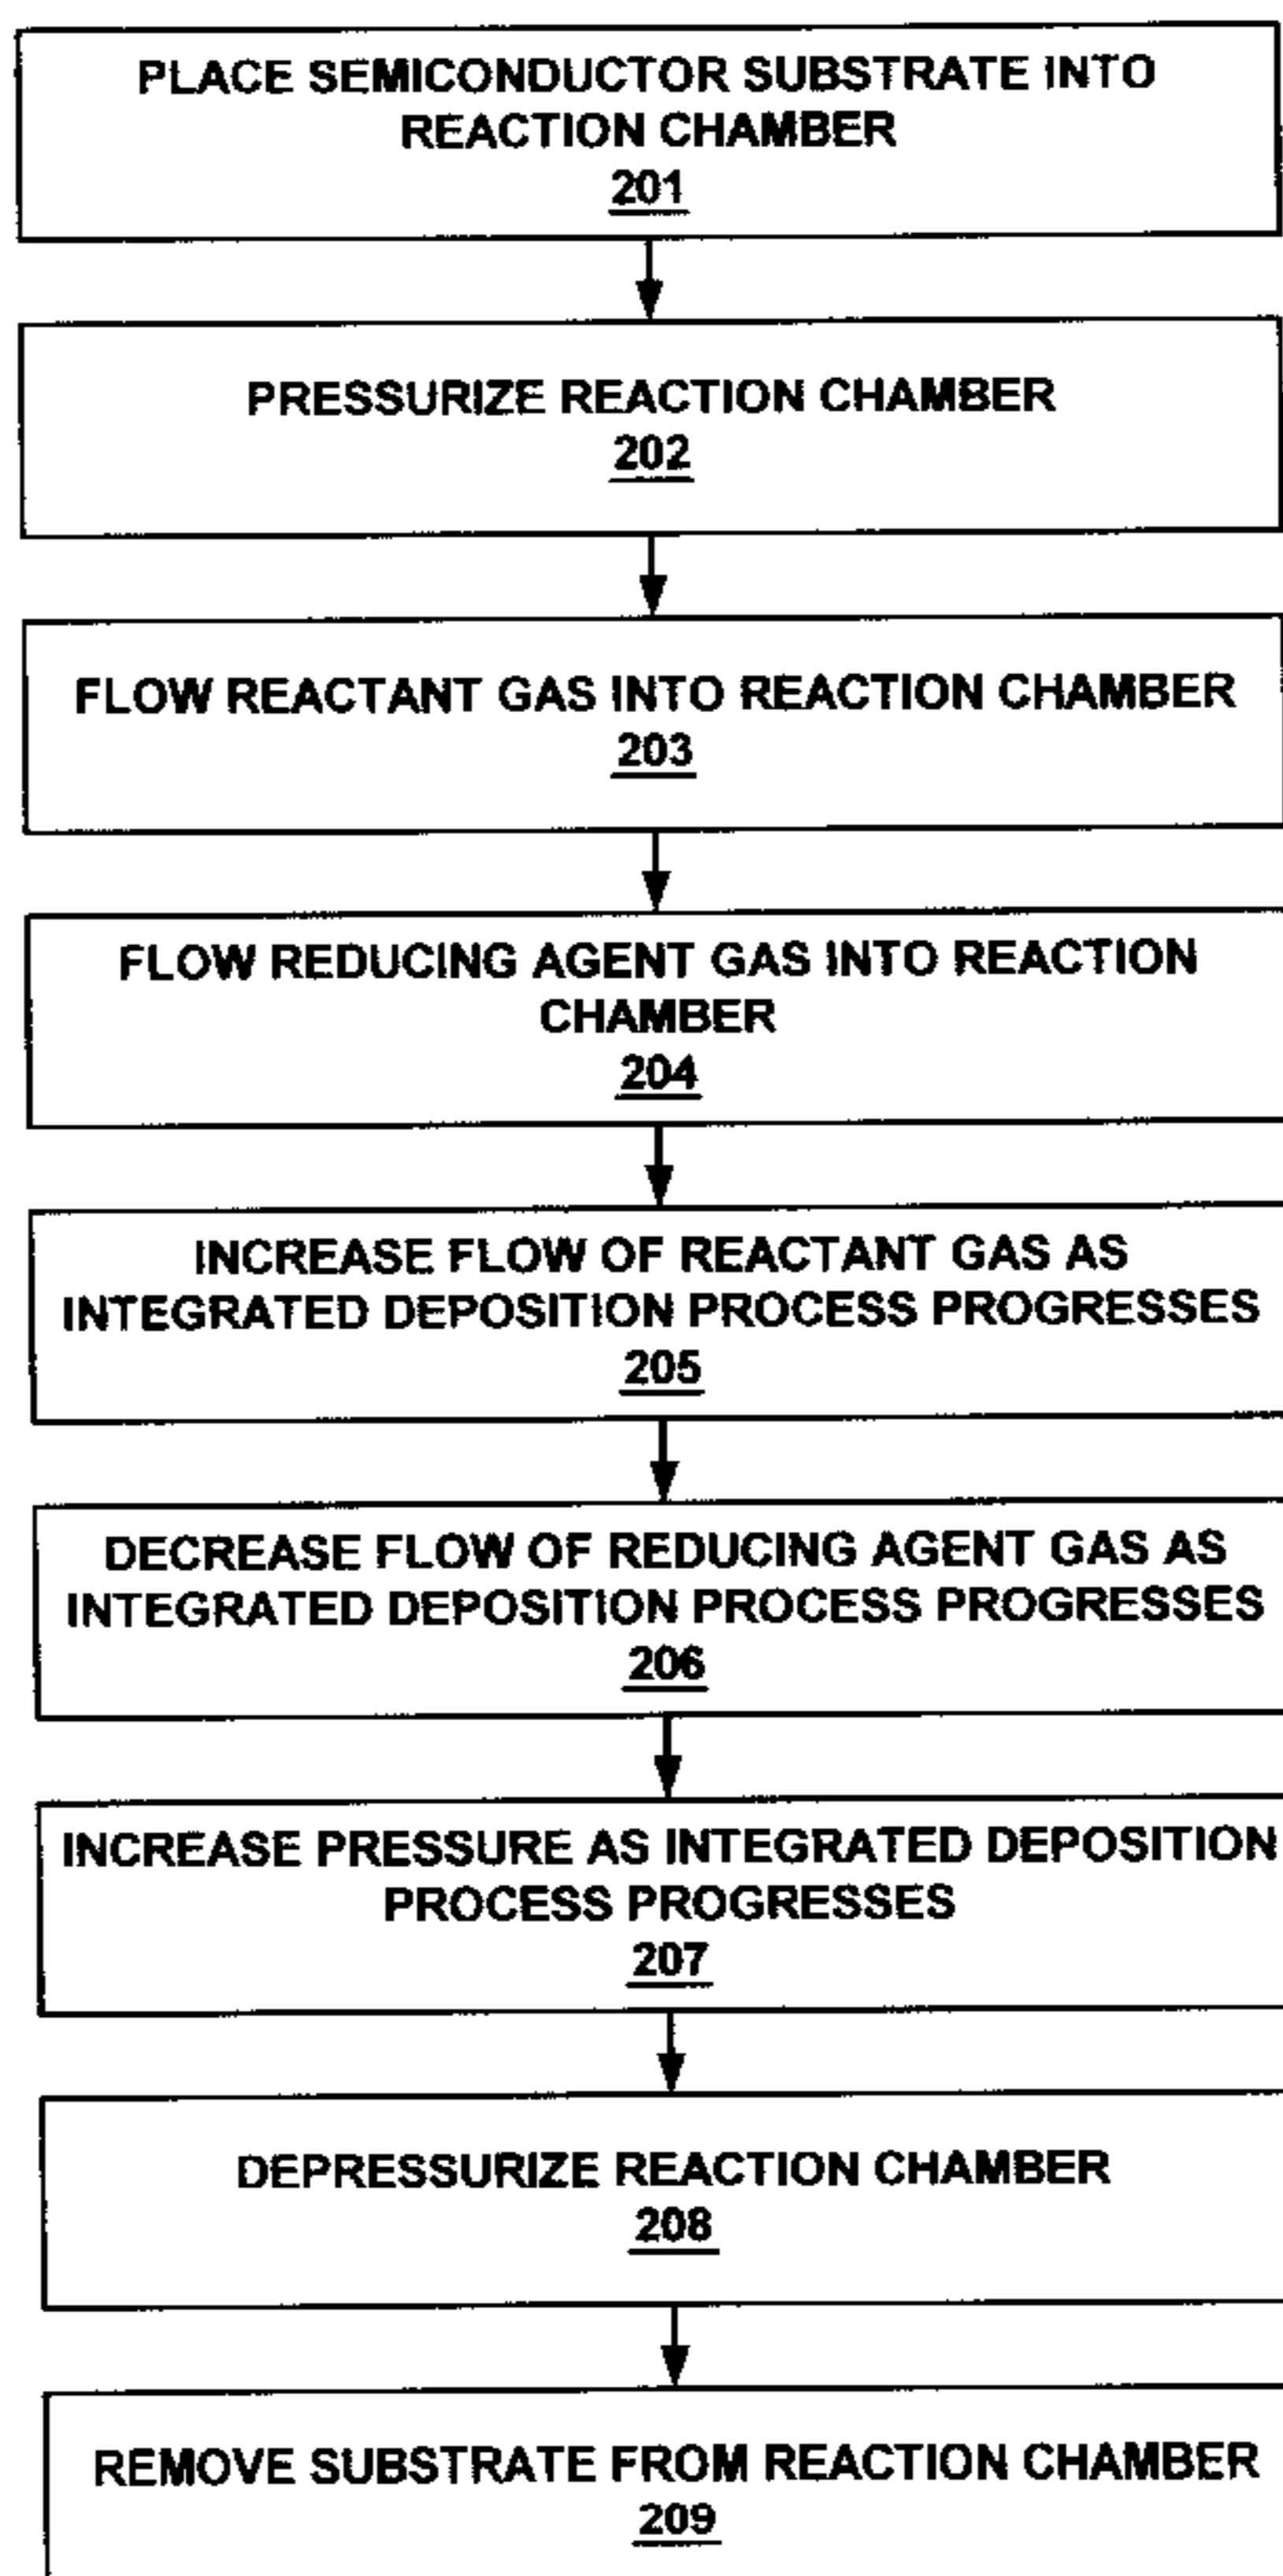 PLACE SEMICONDUCTOR SUBSTRATE INTO
REACTION CHAMBER
201
PRESSURIZE REACTION CHAMBER
202
FLOW REACTANT GAS INTO REACTION CHAMBER
203
FLOW REDUCING AGENT GAS INTO REACTION
CHAMBER
204
INCREASE FLOW OF REACTANT GAS AS
INTEGRATED DEPOSITION PROCESS PROGRESSES
205
DECREASE FLOW OF REDUCING AGENT GAS AS
INTEGRATED DEPOSITION PROCESS PROGRESSES
206
INCREASE PRESSURE AS INTEGRATED DEPOSITION
PROCESS PROGRESSES
207
DEPRESSURIZE REACTION CHAMBER
208
REMOVE SUBSTRATE FROM REACTION CHAMBER
209